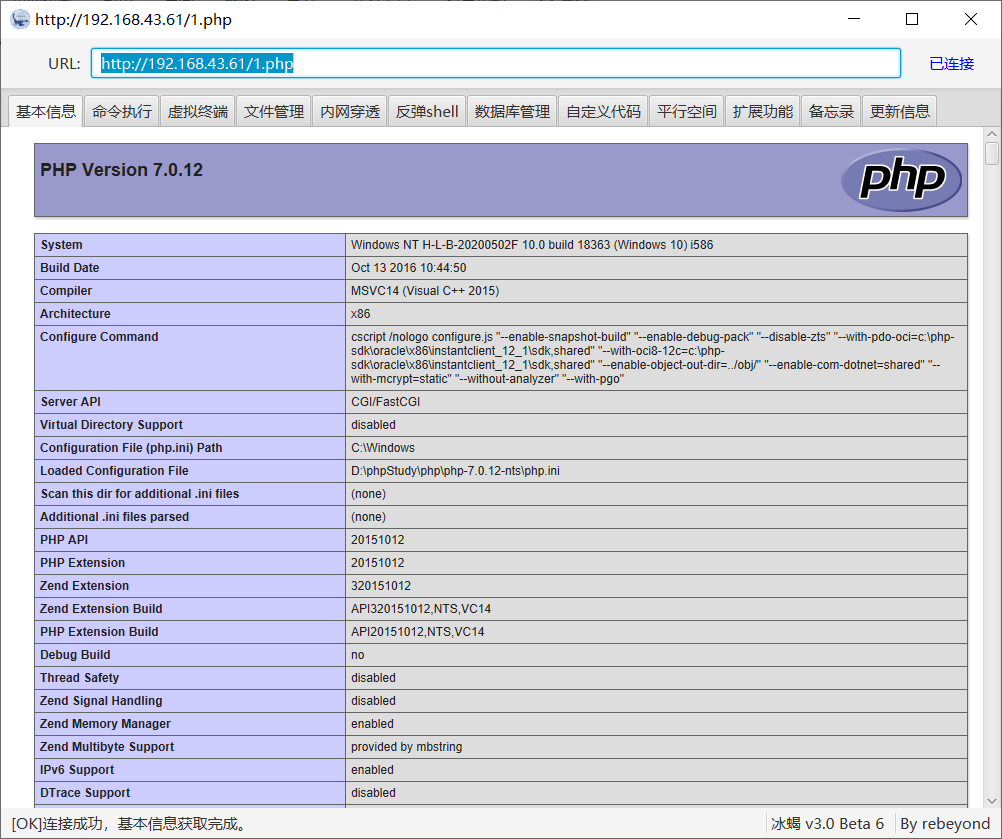 http://192.168.43.61/1.php
URL: http://192.168.43.61/1.php 已连接
基本信息 命令执行 虚拟终端 文件管理 内网穿透 反弹shell 数据库管理 自定义代码 平行空间 扩展功能 备忘录 更新信息
PHP Version 7.0.12 php
System Windows NT H-L-B-20200502F 10.0 build 18363 (Windows 10) i586
Build Date Oct 13 2016 10:44:50
Compiler MSVC14 (Visual C++ 2015)
Architecture x86
Configure Command cscript /nologo configure.js "--enable-snapshot-build" "--enable-debug-pack" "--disable-zts" "--with-pdo-oci=c:\php-
sdk\oracle\x86\instantclient_12_1\sdk,shared" "--with-oci8-12c=c:\php-
sdk\oracle\x86\instantclient_12_1\sdk,shared" "--enable-object-out-dir=../obj/" "--enable-com-dotnet=shared" "--
with-mcrypt=static" "--without-analyzer" "--with-pgo"
Server API CGI/FastCGI
Virtual Directory Support disabled
Configuration File (php.ini) Path C:\Windows
Loaded Configuration File D:\phpStudy\php\php-7.0.12-nts\php.ini
Scan this dir for additional .ini files (none)
Additional .ini files parsed (none)
PHP API 20151012
PHP Extension 20151012
Zend Extension 320151012
Zend Extension Build API320151012,NTS,VC14
PHP Extension Build API20151012,NTS,VC14
Debug Build no
Thread Safety disabled
Zend Signal Handling disabled
Zend Memory Manager enabled
Zend Multibyte Support provided by mbstring
IPv6 Support enabled
DTrace Support disabled
[OK]连接成功，基本信息获取完成。 冰蝎 v3.0 Beta 6 By rebeyond